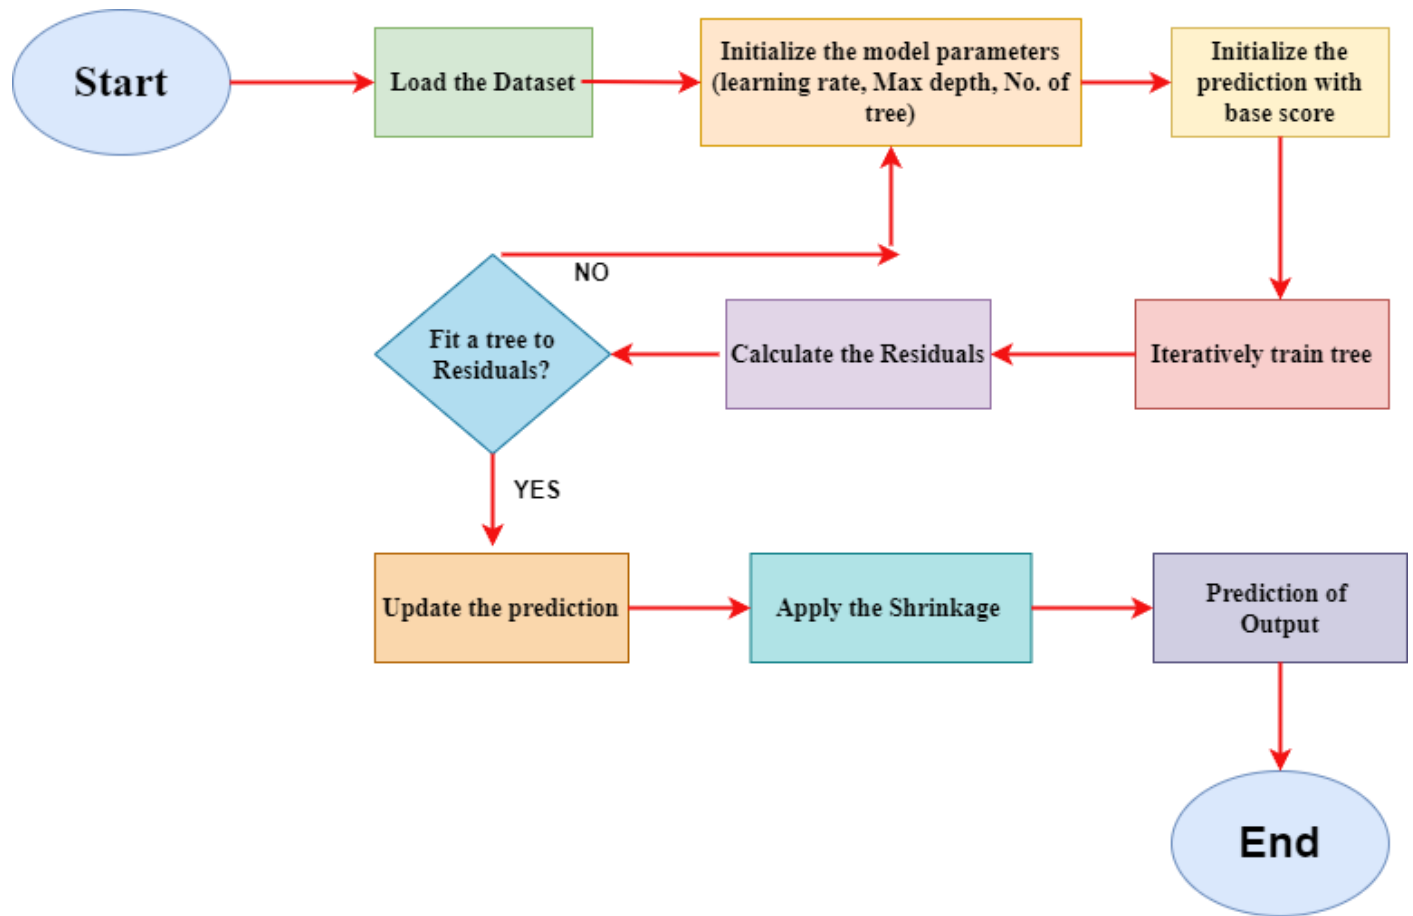 Start
Load the Dataset
Initialize the model parameters
(learning rate, Max depth, No. of
tree)
Initialize the
prediction with
base score
NO
Fit a tree to
Residuals?
Calculate the Residuals
Iteratively train tree
YES
Update the prediction
Apply the Shrinkage
Prediction of
Output
End